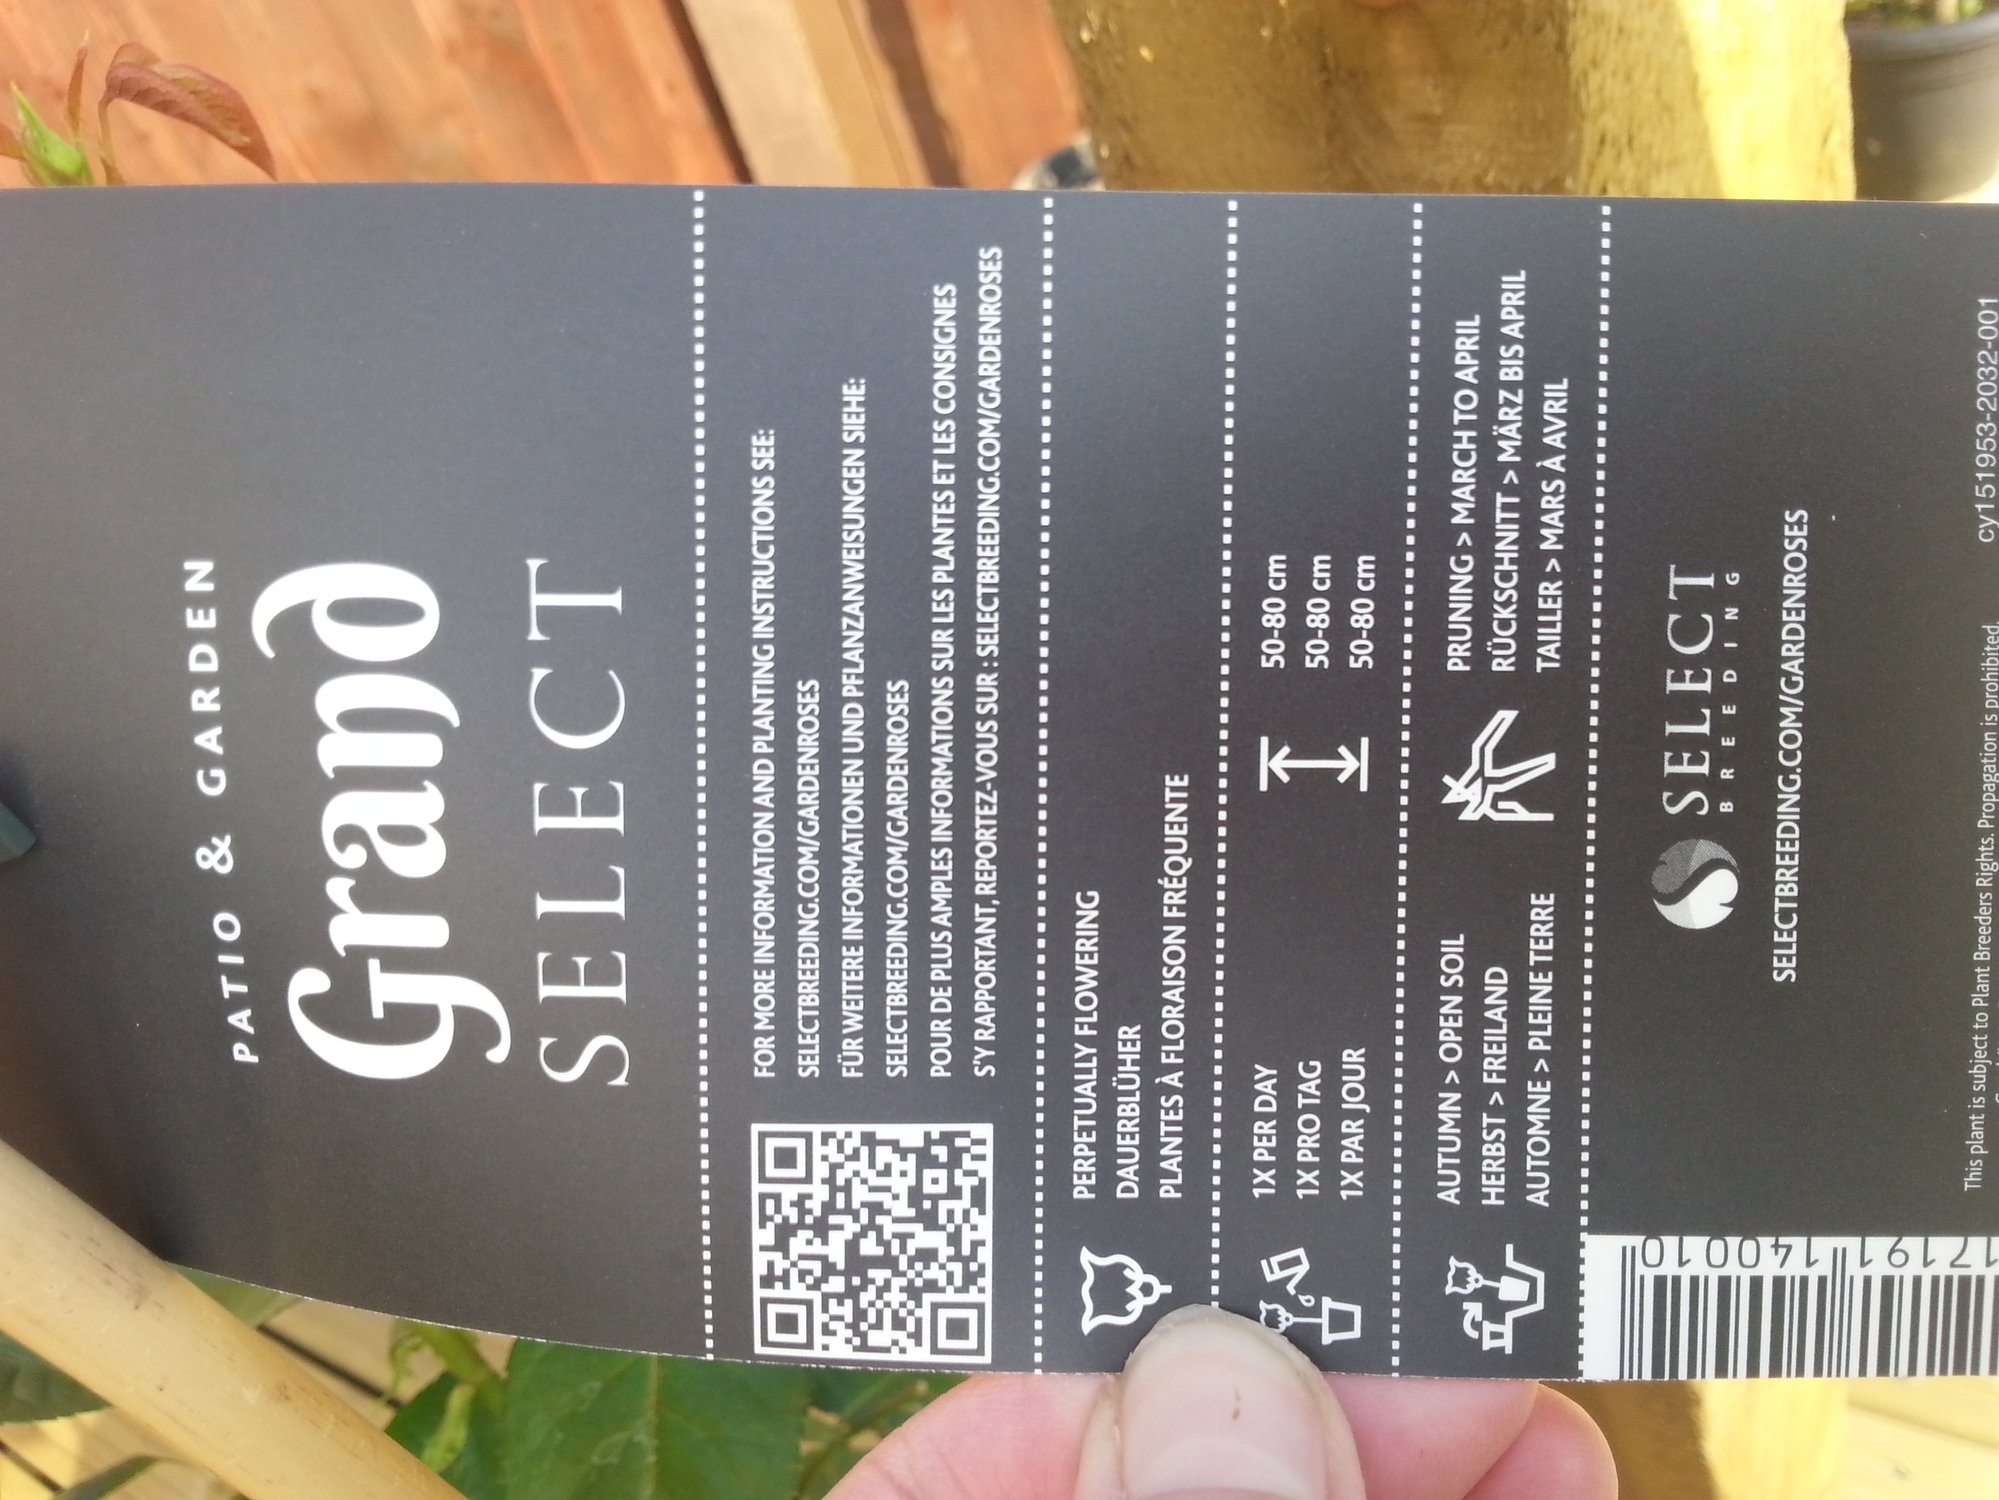 PATIO & GARDEN
Grand
SELECT
FOR MORE INFORMATION AND PLANTING INSTRUCTIONS SEE:
SELECTBREEDING.COM/GARDENROSES
FÜR WEITERE INFORMATIONEN UND PFLANZANWEISUNGEN SIEHE:
SELECTBREEDING.COM/GARDENROSES
POUR DE PLUS AMPLES INFORMATIONS SUR LES PLANTES ET LES CONSIGNES
S'Y RAPPORTANT, REPORTEZ-VOUS SUR : SELECTBREEDING.COM/GARDENROSES
PERPETUALLY FLOWERING
DAUERBLÜHER
PLANTES À FLORAISON FRÉQUENTE
1X PER DAY
1X PRO TAG
1X PAR JOUR
50-80 cm
50-80 cm
50-80 cm
AUTUMN > OPEN SOIL
HERBST > FREILAND
AUTOMNE > PLEINE TERRE
PRUNING > MARCH TO APRIL
RÜCKSCHNITT > MÄRZ BIS APRIL
TAILLER > MARS À AVRIL
SELECT
BREEDING
SELECTBREEDING.COM/GARDENROSES
17191 140010
This plant is subject to Plant Breeders Rights. Propagation is prohibited.
cy151953-2032-001